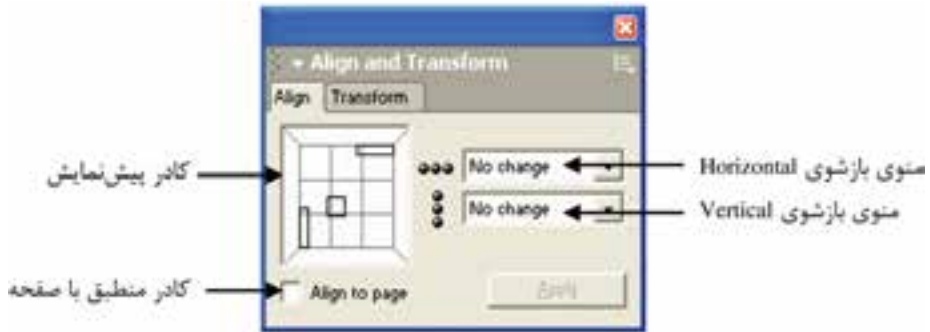 Align and Transform
Align Transform
کادر پیش‌نمایش
No change
منوی بازشوی Horizontal
No change
منوی بازشوی Vertical
کادر منطبق با صفحه
Align to page
Apply